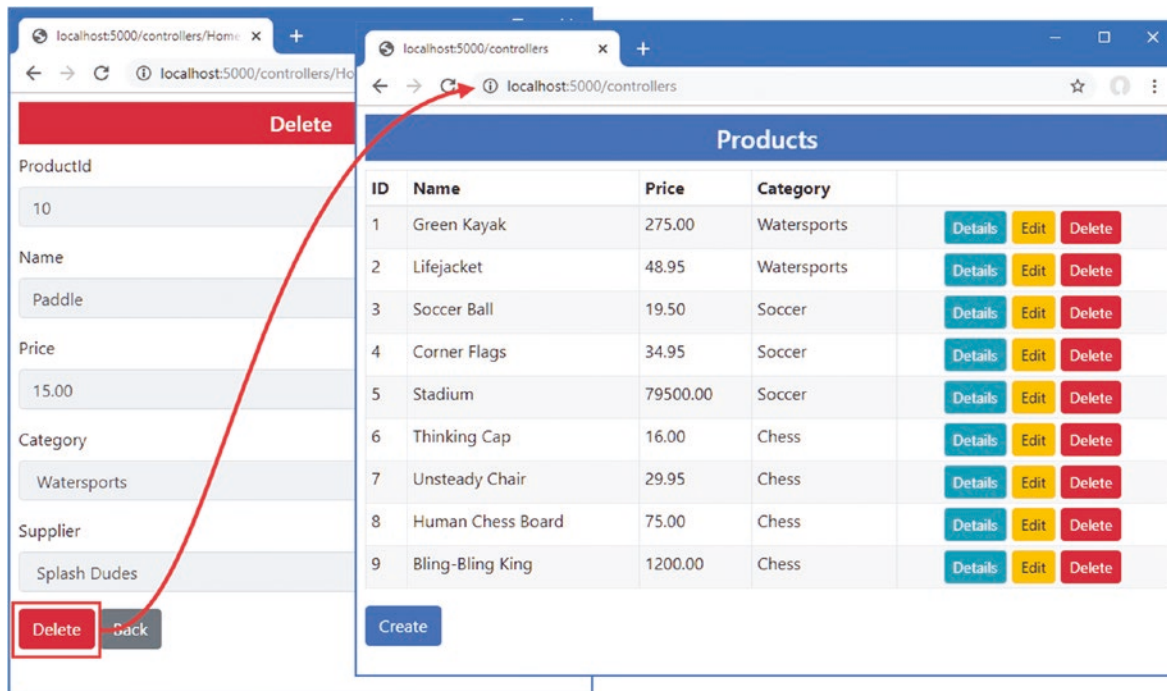 localhost:5000/controllers/Home
localhost:5000/controllers/Ho
Delete
ProductId
10
Name
Paddle
Price
15.00
Category
Watersports
Supplier
Splash Dudes
Delete Back
localhost:5000/controllers
localhost:5000/controllers
Products
ID Name Price Category
1 Green Kayak 275.00 Watersports Details Edit Delete
2 Lifejacket 48.95 Watersports Details Edit Delete
3 Soccer Ball 19.50 Soccer Details Edit Delete
4 Corner Flags 34.95 Soccer Details Edit Delete
5 Stadium 79500.00 Soccer Details Edit Delete
6 Thinking Cap 16.00 Chess Details Edit Delete
7 Unsteady Chair 29.95 Chess Details Edit Delete
8 Human Chess Board 75.00 Chess Details Edit Delete
9 Bling-Bling King 1200.00 Chess Details Edit Delete
Create